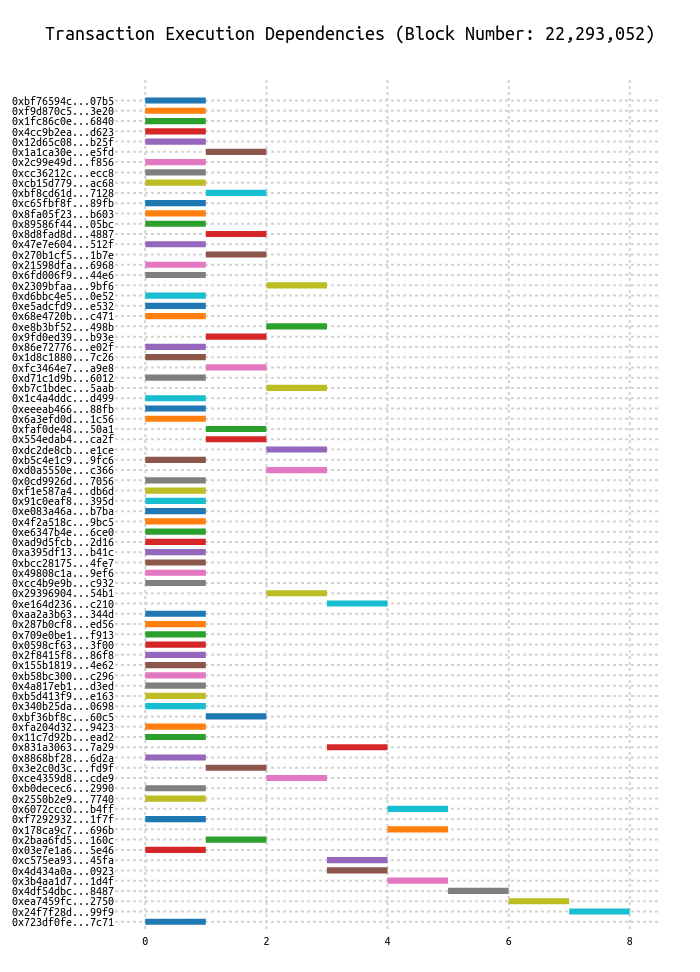 Transaction Execution Dependencies (Block Number: 22,293,052)
0xbf76594c...07b5
0xf9d870c5...3e20
0x1fc86c0e...6840
0x4cc9b2ea...d623
0x12d65c08...b25f
0x1a1ca30e...e5fd
0x2c99e49d...f856
0xcc36212c...ecc8
0xcb15d779...ac68
0xbf8cd61d...7128
0xc65fbf8f...89fb
0x8fa05f23...b603
0x89586f44...05bc
0x8d8fad8d...4887
0x47e7e604...512f
0x270b1cf5...1b7e
0x21598dfa...6968
0x6fd006f9...44e6
0x2309bfaa...9bf6
0xd6bbc4e5...0e52
0xe5adcfd9...e532
0x68e4720b...c471
0xe8b3bf52...498b
0x9fd0ed39...b93e
0x86e72776...e02f
0x1d8c1880...7c26
0xfc3464e7...a9e8
0xd71c1d9b...6012
0xb7c1bdec...5aab
0x1c4a4ddc...d499
0xeeeab466...88fb
0x6a3efd0d...1c56
0xfaf0de48...50a1
0x554edab4...ca2f
0xdc2de8cb...e1ce
0xb5c4e1c9...9fc6
0xd0a5550e...c366
0x0cd9926d...7056
0xf1e587a4...db6d
0x91c0eaf8...395d
0xe083a46a...b7ba
0x4f2a518c...9bc5
0xe6347b4e...6ce0
0xad9d5fcb...2d16
0xa395df13...b41c
0xbcc28175...4fe7
0x49808c1a...9ef6
0xcc4b9e9b...c932
0x29396904...54b1
0xe164d236...c210
0xaa2a3b63...344d
0x287b0cf8...ed56
0x709e0be1...f913
0x0598cf63...3f00
0x2f8415f8...86f8
0x155b1819...4e62
0xb58bc300...c296
0x4a817eb1...d3ed
0xb5d413f9...e163
0x340b25da...0698
0xbf36bf8c...60c5
0xfa204d32...9423
0x11c7d92b...ead2
0x831a3063...7a29
0x8868bf28...6d2a
0x3e2c0d3c...fd9f
0xce4359d8...cde9
0xb0decec6...2990
0x2550b2e9...7740
0x6072ccc0...b4ff
0xf7292932...1f7f
0x178ca9c7...696b
0x2baa6fd5...160c
0x03e7e1a6...5e46
0xc575ea93...45fa
0x4d434a0a...0923
0x3b4aa1d7...1d4f
0x4df54dbc...8487
0xea7459fc...2750
0x24f7f28d...99f9
0x723df0fe...7c71
0 2 4 6 8